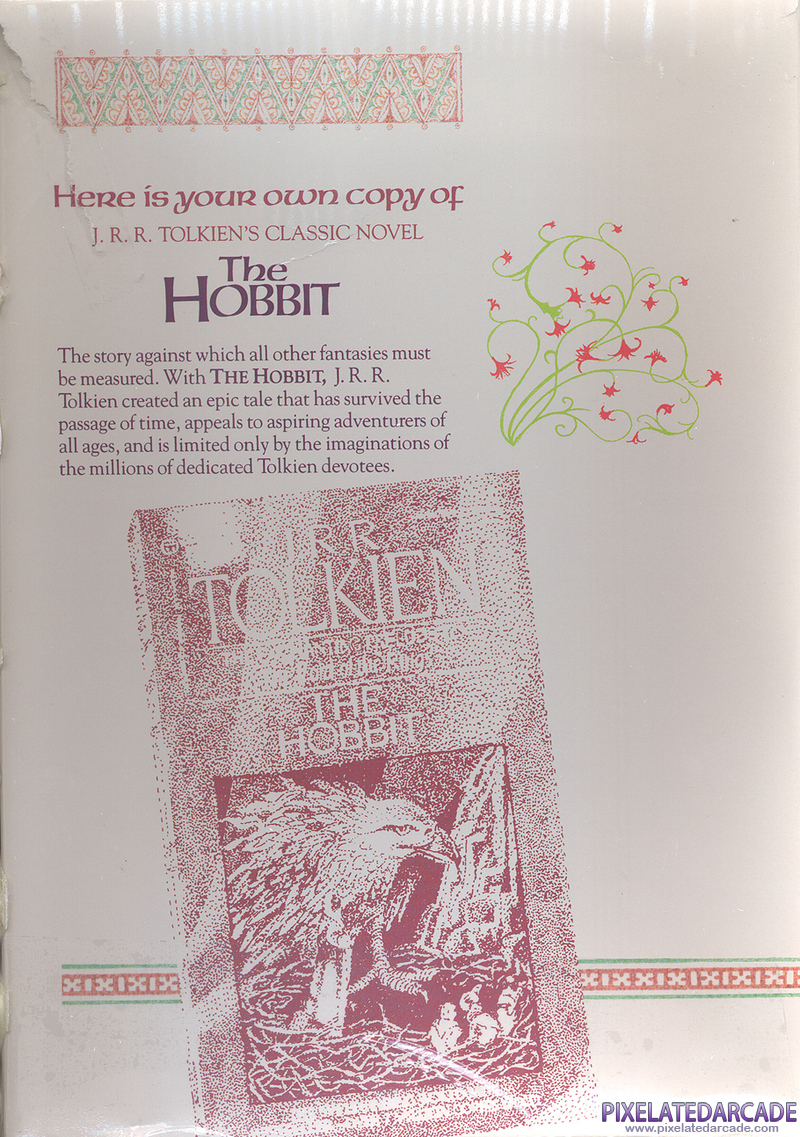 Here is your own copy of
J. R. R. TOLKIEN'S CLASSIC NOVEL
The
HOBBIT
The story against which all other fantasies must
be measured. With THE HOBBIT, J. R. R.
Tolkien created an epic tale that has survived the
passage of time, appeals to aspiring adventurers of
all ages, and is limited only by the imaginations of
the millions of dedicated Tolkien devotees.
J.R.R.
TOLKIEN
THE
HOBBIT
PIXELATEDARCADE
www.pixelatedarcade.com